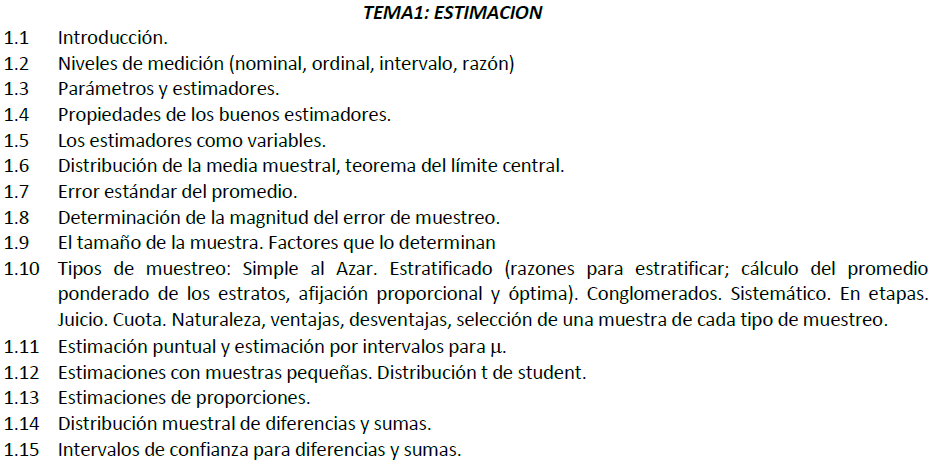 TEMA1: ESTIMACION
1.1 Introducción.
1.2 Niveles de medición (nominal, ordinal, intervalo, razón)
1.3 Parámetros y estimadores.
1.4 Propiedades de los buenos estimadores.
1.5 Los estimadores como variables.
1.6 Distribución de la media muestral, teorema del límite central.
1.7 Error estándar del promedio.
1.8 Determinación de la magnitud del error de muestreo.
1.9 El tamaño de la muestra. Factores que lo determinan
1.10 Tipos de muestreo: Simple al Azar. Estratificado (razones para estratificar; cálculo del promedio
ponderado de los estratos, afijación proporcional y óptima). Conglomerados. Sistemático. En etapas.
Juicio. Cuota. Naturaleza, ventajas, desventajas, selección de una muestra de cada tipo de muestreo.
1.11 Estimación puntual y estimación por intervalos para μ.
1.12 Estimaciones con muestras pequeñas. Distribución t de student.
1.13 Estimaciones de proporciones.
1.14 Distribución muestral de diferencias y sumas.
1.15 Intervalos de confianza para diferencias y sumas.